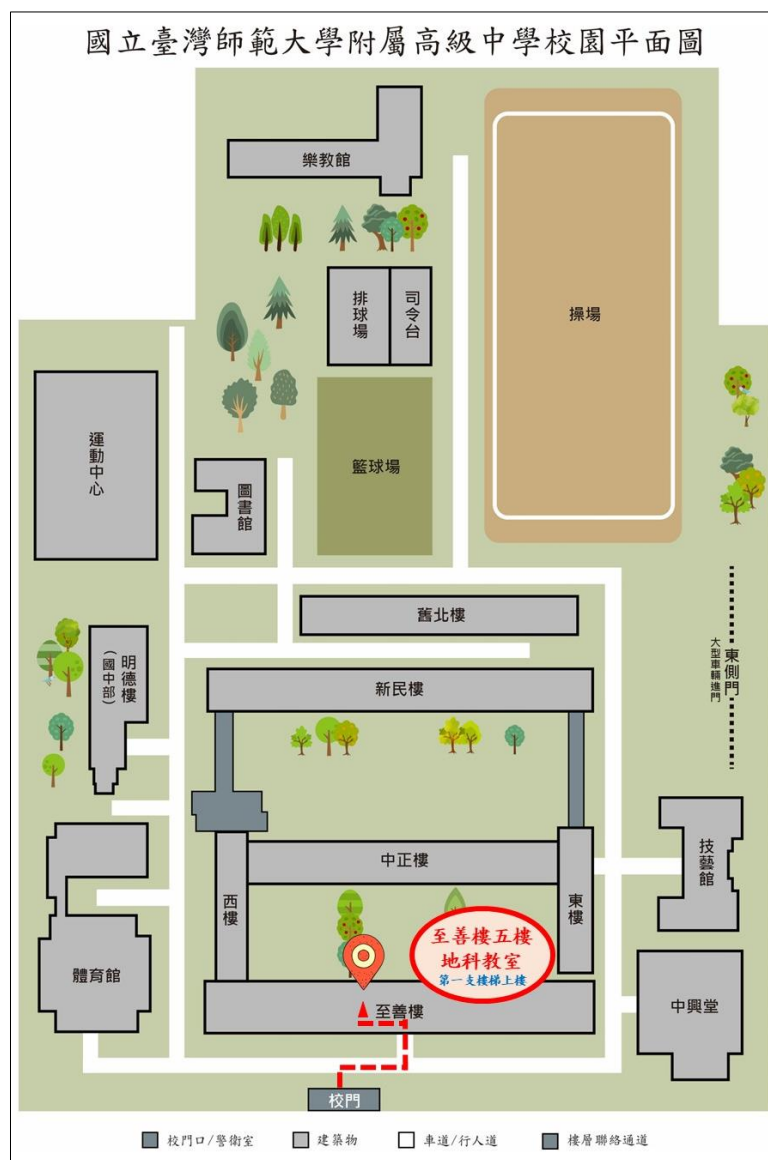 國立臺灣師範大學附屬高級中學校園平面圖
樂教館
排球場
司令台
操場
運動中心
籃球場
圖書館
舊北樓
明德樓
(國中部)
新民樓
東側門
大型車輛進門
技藝館
中正樓
西樓
東樓
至善樓五樓
地科教室
第一支樓梯上樓
體育館
至善樓
中興堂
校門
校門口/警衛室
建築物
車道/行人道
樓層聯絡通道